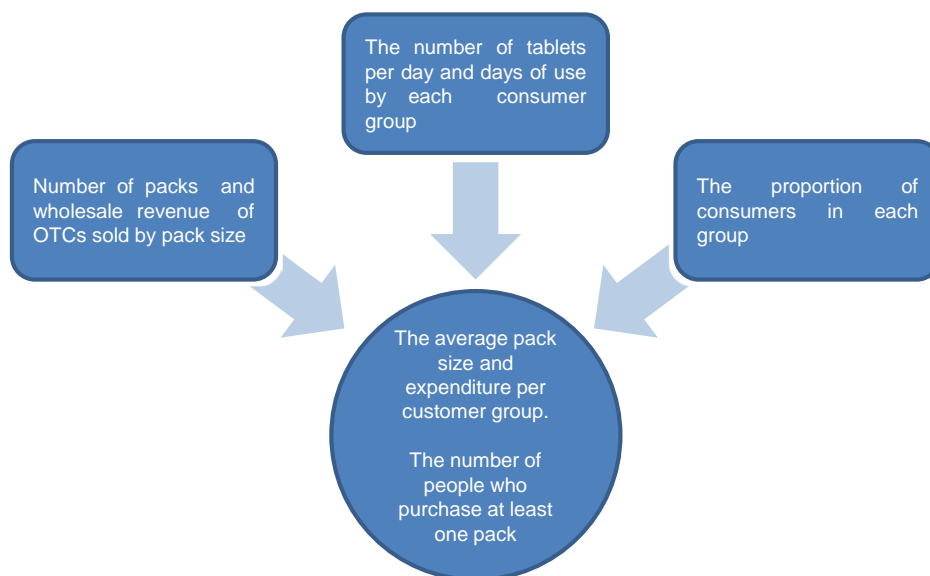 The number of tablets
per day and days of use
by each consumer
group
Number of packs and
wholesale revenue of
OTCs sold by pack size
The proportion of
consumers in each
group
The average pack
size and
expenditure per
customer group.
The number of
people who
purchase at least
one pack